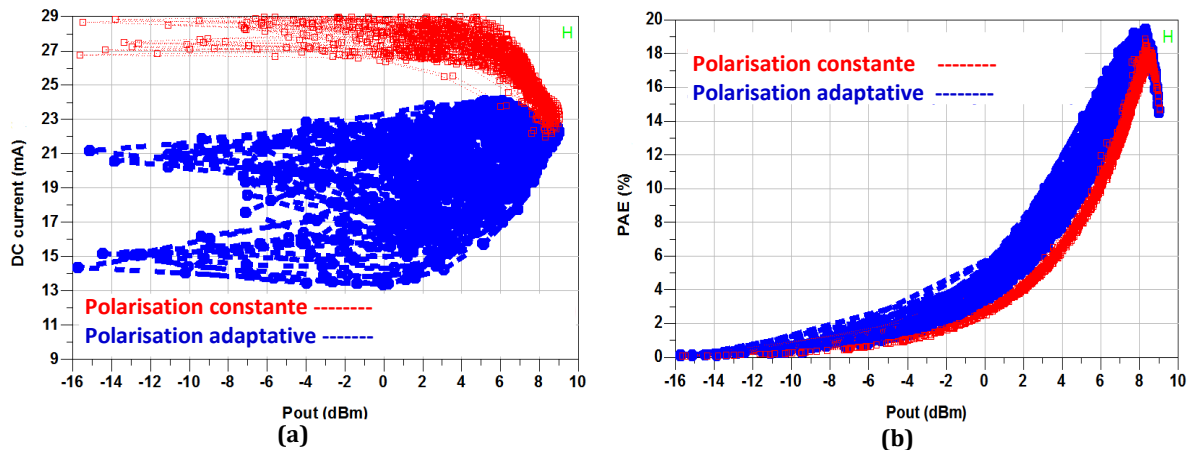 29
27
25
23
21
19
17
15
13
11
9
DC current (mA)
H
Polarisation constante --------
Polarisation adaptative -------
-16 -14 -12 -10 -8 -6 -4 -2 0 2 4 6 8 10
Pout (dBm)
(a)
20
18
16
14
12
10
8
6
4
2
0
PAE (%)
H
Polarisation constante --------
Polarisation adaptative --------
-16 -14 -12 -10 -8 -6 -4 -2 0 2 4 6 8 10
Pout (dBm)
(b)